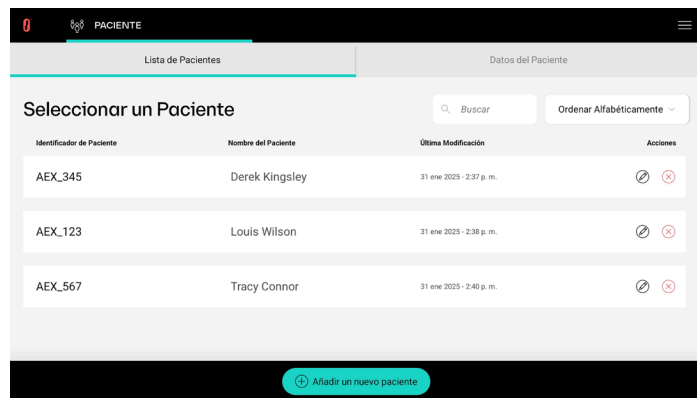 PACIENTE
Lista de Pacientes Datos del Paciente
Seleccionar un Paciente Buscar Ordenar Alfabéticamente
Identificador de Paciente Nombre del Paciente Última Modificación Acciones
AEX_345 Derek Kingsley 31 ene 2025 - 2:37 p. m.
AEX_123 Louis Wilson 31 ene 2025 - 2:38 p. m.
AEX_567 Tracy Connor 31 ene 2025 - 2:40 p. m.
Añadir un nuevo paciente